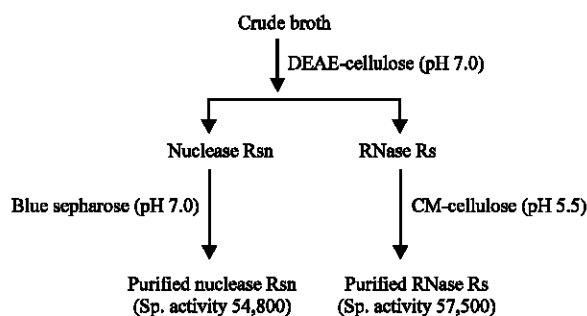 Crude broth
DEAE-cellulose (pH 7.0)
Nuclease Rsn
RNase Rs
Blue sepharose (pH 7.0)
CM-cellulose (pH 5.5)
Purified nuclease Rsn
(Sp. activity 54,800)
Purified RNase Rs
(Sp. activity 57,500)